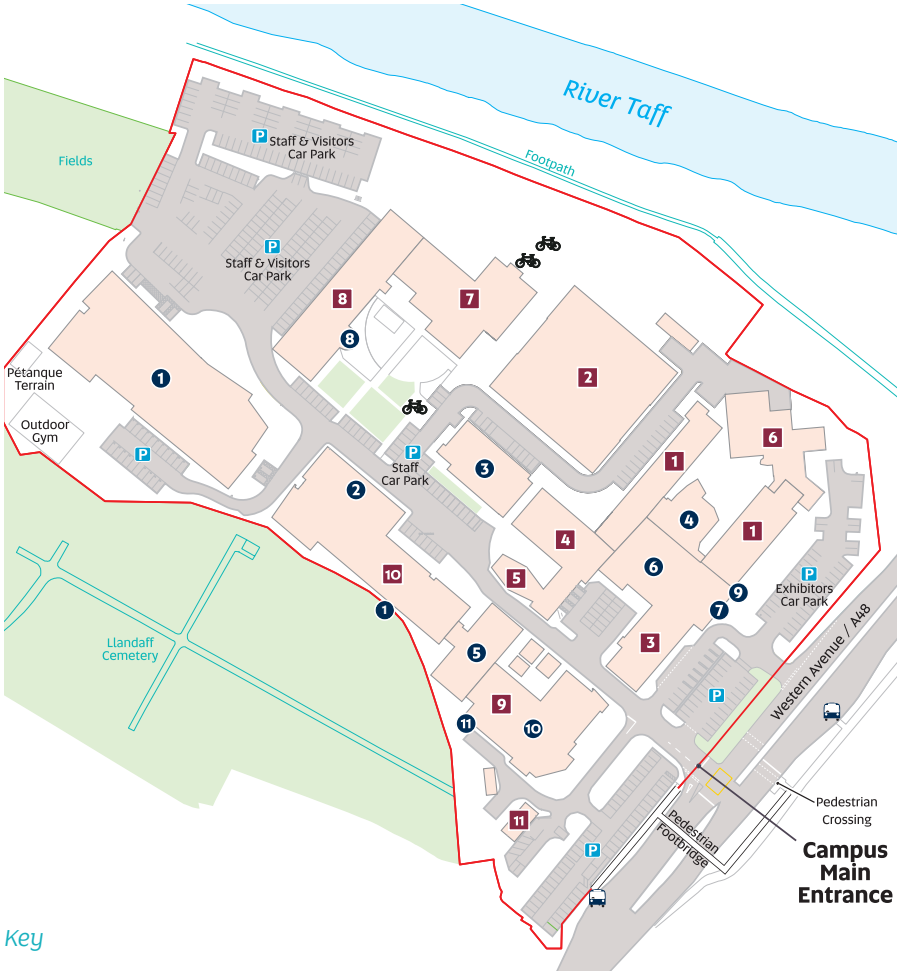 River Taff
P
Staff & Visitors
Car Park
Footpath
Fields
P
Staff & Visitors
Car Park
8
7
8
2
1
Pétanque
Terrain
Outdoor
Gym
P
P
Staff
Car Park
3
2
1
6
4
1
4
6
5
10
1
9
7
P
Exhibitors
Car Park
Western Avenue / A48
Llandaff
Cemetery
5
3
P
9
11
10
11
P
Pedestrian
Footbridge
Pedestrian
Crossing
Campus
Main
Entrance
Key